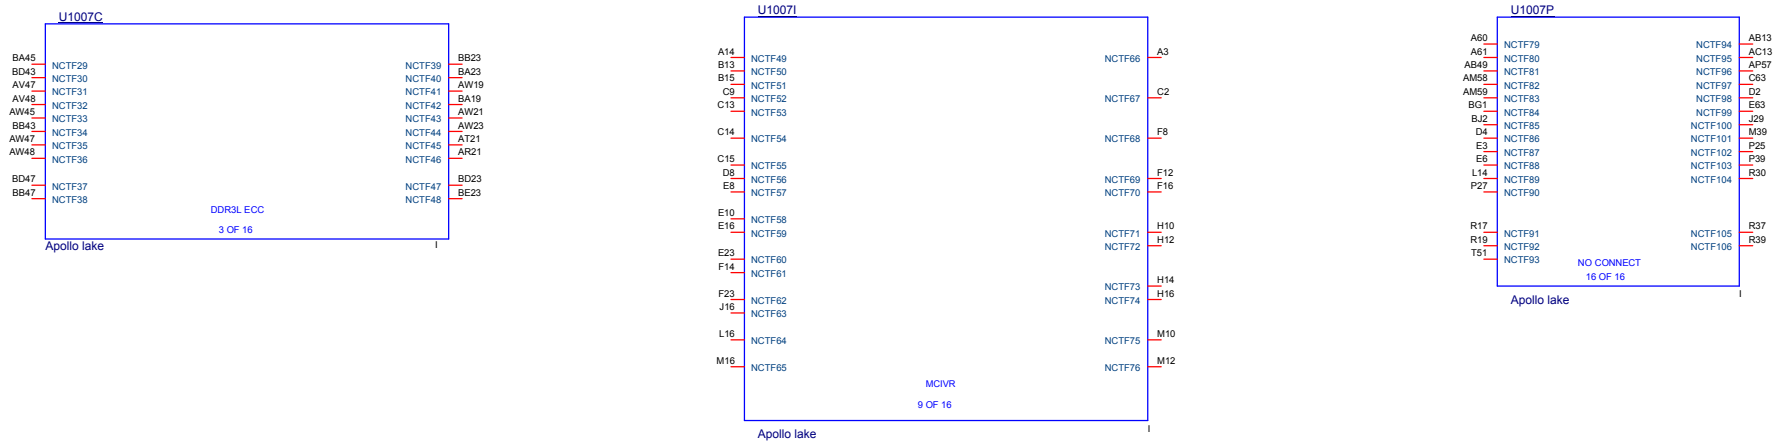 U1007C
BA45 NCTF29 NCTF39 BB23
BD43 NCTF30 NCTF40 BA23
AV47 NCTF31 NCTF41 AW19
AV48 NCTF32 NCTF42 BA19
AW45 NCTF33 NCTF43 AW21
BB43 NCTF34 NCTF44 AW23
AW47 NCTF35 NCTF45 AT21
AW48 NCTF36 NCTF46 AR21
BD47 NCTF37 NCTF47 BD23
BB47 NCTF38 NCTF48 BE23
DDR3L ECC
3 OF 16
Apollo lake I
U1007I
A14 NCTF49 NCTF66 A3
B13 NCTF50
B15 NCTF51
C9 NCTF52 NCTF67 C2
C13 NCTF53
C14 NCTF54 NCTF68 F8
C15 NCTF55
D8 NCTF56 NCTF69 F12
E8 NCTF57 NCTF70 F16
E10 NCTF58
E16 NCTF59 NCTF71 H10
NCTF72 H12
E23 NCTF60
F14 NCTF61
NCTF73 H14
F23 NCTF62 NCTF74 H16
J16 NCTF63
L16 NCTF64 NCTF75 M10
M16 NCTF65 NCTF76 M12
MCIVR
9 OF 16
Apollo lake I
U1007P
A60 NCTF79 NCTF94 AB13
A61 NCTF80 NCTF95 AC13
AB49 NCTF81 NCTF96 AP57
AM58 NCTF82 NCTF97 C63
AM59 NCTF83 NCTF98 D2
BG1 NCTF84 NCTF99 E63
BJ2 NCTF85 NCTF100 J29
D4 NCTF86 NCTF101 M39
E3 NCTF87 NCTF102 P25
E6 NCTF88 NCTF103 P39
L14 NCTF89 NCTF104 R30
P27 NCTF90
R17 NCTF91 NCTF105 R37
R19 NCTF92 NCTF106 R39
T51 NCTF93
NO CONNECT
16 OF 16
Apollo lake I